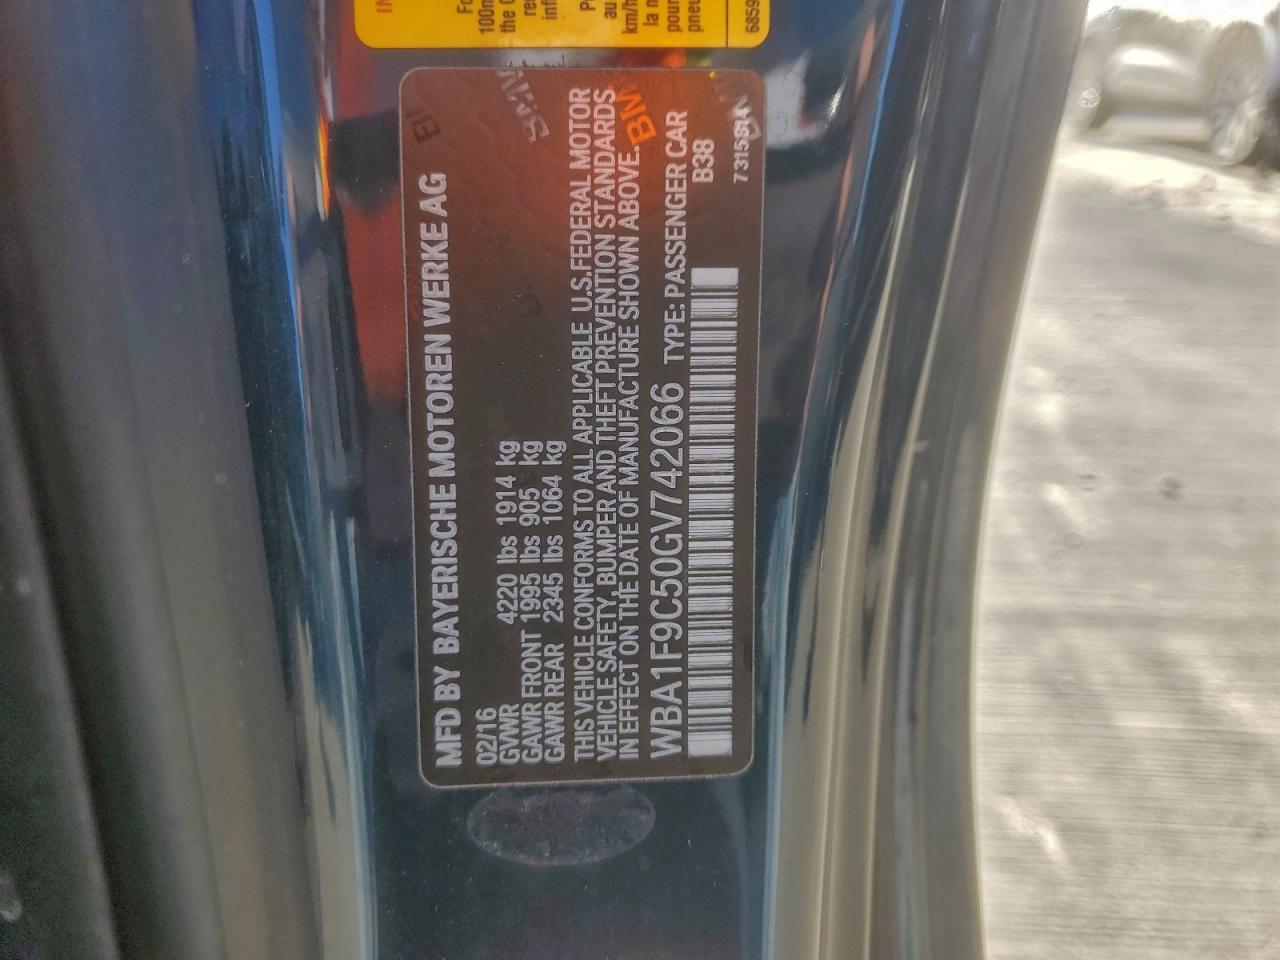 MFD BY BAYERISCHE MOTOREN WERKE AG
02/16
GVWR 4220 lbs 1914 kg
GAWR FRONT 1995 lbs 905 kg
GAWR REAR 2345 lbs 1064 kg
THIS VEHICLE CONFORMS TO ALL APPLICABLE U.S.FEDERAL MOTOR
VEHICLE SAFETY, BUMPER AND THEFT PREVENTION STANDARDS
IN EFFECT ON THE DATE OF MANUFACTURE SHOWN ABOVE.
WBA1F9C50GV742066 TYPE: PASSENGER CAR
B38